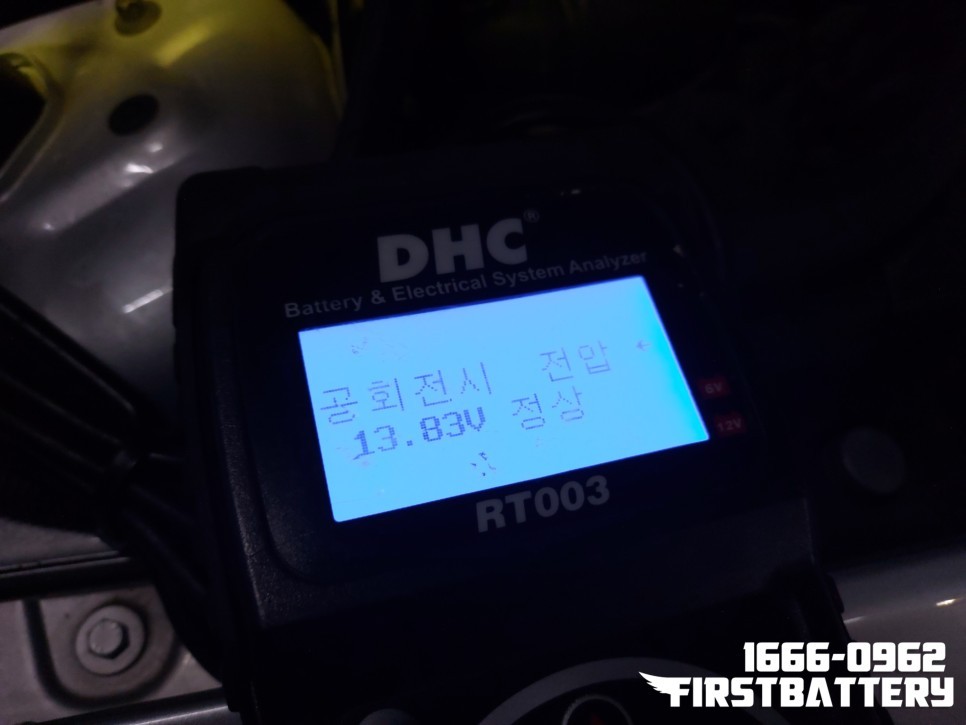 DHC®
Battery & Electrical System Analyzer
공회전시 전압 ←
13.83V 정상
6V
12V
RT003
1666-0962
FIRSTBATTERY